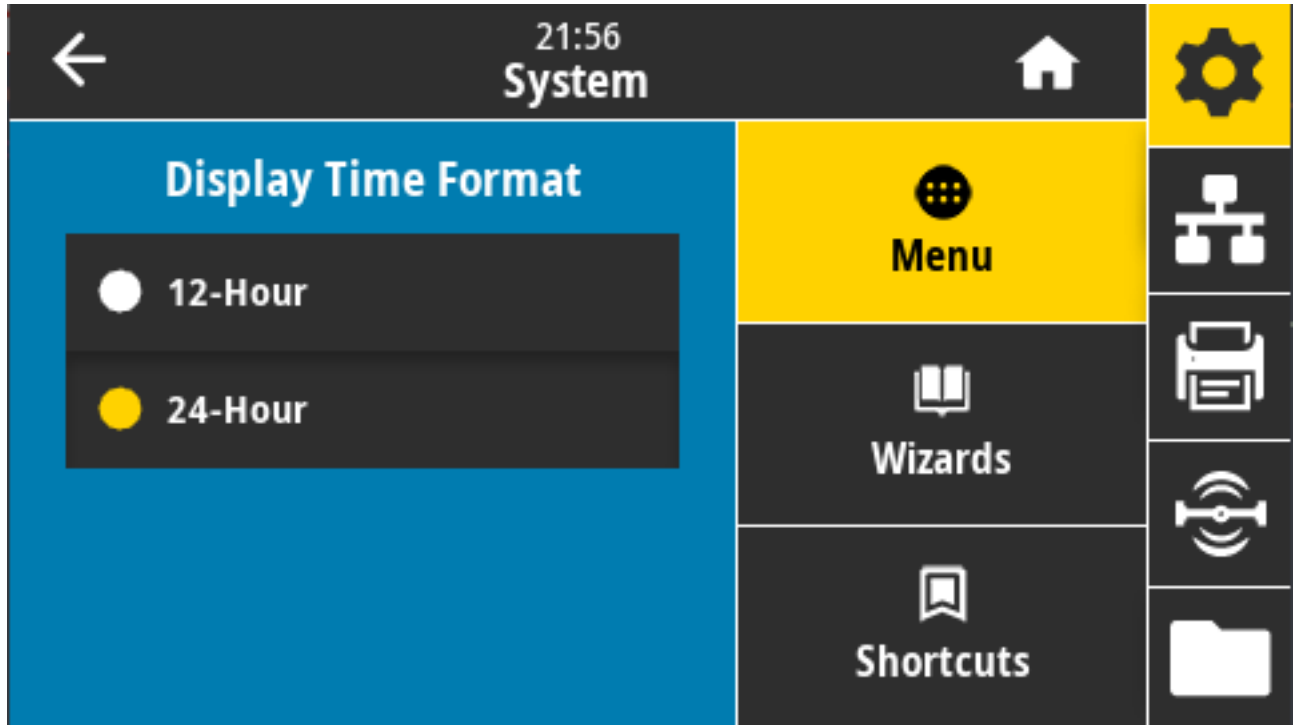 21:56
System
Display Time Format
12-Hour
24-Hour
Menu
Wizards
Shortcuts